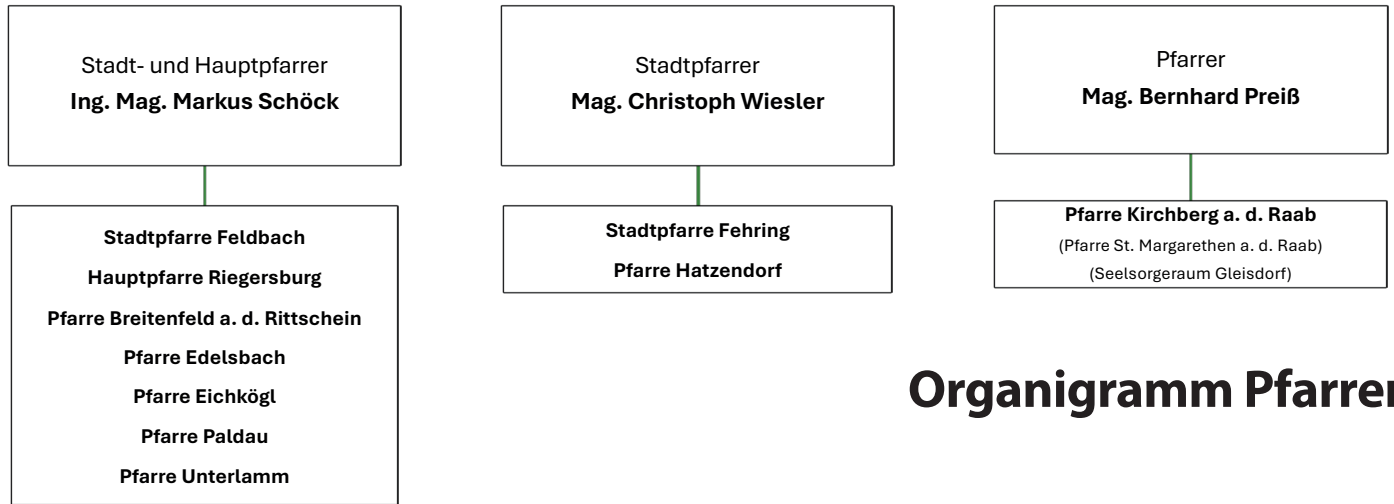 Stadt- und Hauptpfarrer
Ing. Mag. Markus Schöck
Stadtpfarre Feldbach
Hauptpfarre Riegersburg
Pfarre Breitenfeld a. d. Rittschein
Pfarre Edelsbach
Pfarre Eichkögl
Pfarre Paldau
Pfarre Unterlamm
Stadtpfarrer
Mag. Christoph Wiesler
Stadtpfarre Fehring
Pfarre Hatzendorf
Pfarrer
Mag. Bernhard Preiß
Pfarre Kirchberg a. d. Raab
(Pfarre St. Margarethen a. d. Raab)
(Seelsorgeraum Gleisdorf)
Organigramm Pfarrer